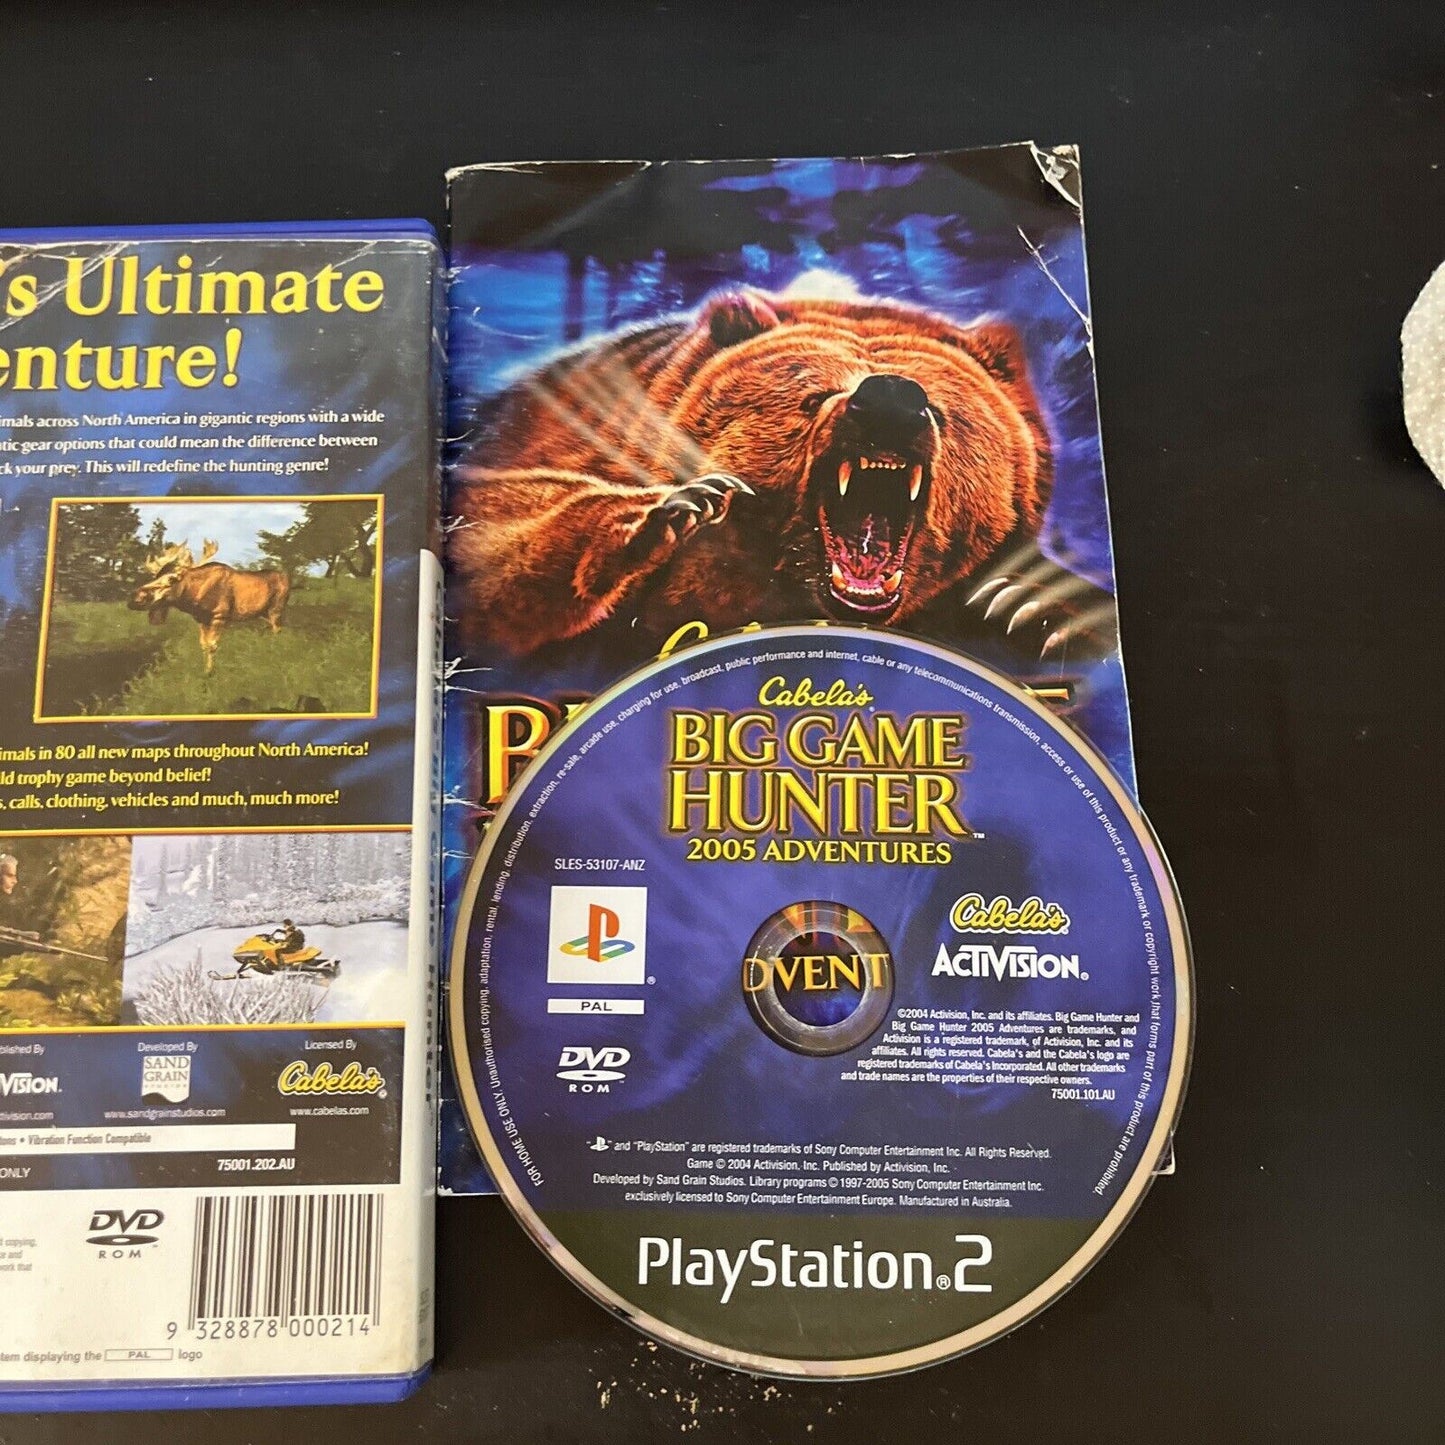 's Ultimate
enture!
imals across North America in gigantic regions with a wide
tic gear options that could mean the difference between
ck your prey. This will redefine the hunting genre!
imals in 80 all new maps throughout North America!
ld trophy game beyond belief!
s, calls, clothing, vehicles and much, much more!
blished By
VISION.
tivision.com
Developed By
SAND
GRAIN
STUDIOS
www.sandgrainstudios.com
Licensed By
Cabela's®
www.cabelas.com
tons • Vibration Function Compatible
ONLY
75001.202.AU
DVD
ROM
9 328878 000214
tem displaying the PAL logo
FOR HOME USE ONLY. Unauthorised copying, adaptation, rental, lending, distribution, extraction, re-sale, arcade use, charging for use, broadcast, public performance and internet, cable or any telecommunications transmission, access or use of this product or any trademark or copyright work that forms part of this product are prohibited.
Cabela's®
BIG GAME
HUNTER™
2005 ADVENTURES
SLES-53107-ANZ
PAL
DVD
ROM
DVENT
Cabela's®
ACTIVISION®
©2004 Activision, Inc. and its affiliates. Big Game Hunter and
Big Game Hunter 2005 Adventures are trademarks, and
Activision is a registered trademark, of Activision, Inc. and its
affiliates. All rights reserved. Cabela's and the Cabela's logo are
registered trademarks of Cabela's Incorporated. All other trademarks
and trade names are the properties of their respective owners.
75001.101.AU
" " and "PlayStation" are registered trademarks of Sony Computer Entertainment Inc. All Rights Reserved.
Game © 2004 Activision, Inc. Published by Activision, Inc.
Developed by Sand Grain Studios. Library programs © 1997-2005 Sony Computer Entertainment Inc.
exclusively licensed to Sony Computer Entertainment Europe. Manufactured in Australia.
PlayStation®2